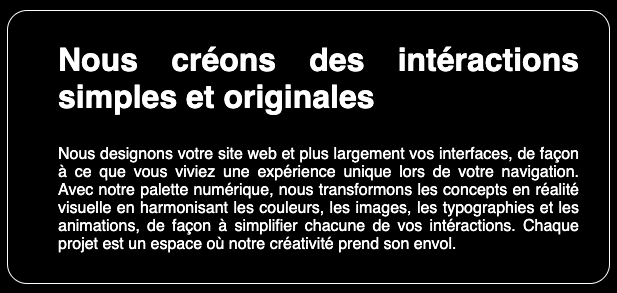 Nous créons des intéractions
simples et originales
Nous designons votre site web et plus largement vos interfaces, de façon
à ce que vous viviez une expérience unique lors de votre navigation.
Avec notre palette numérique, nous transformons les concepts en réalité
visuelle en harmonisant les couleurs, les images, les typographies et les
animations, de façon à simplifier chacune de vos intéractions. Chaque
projet est un espace où notre créativité prend son envol.